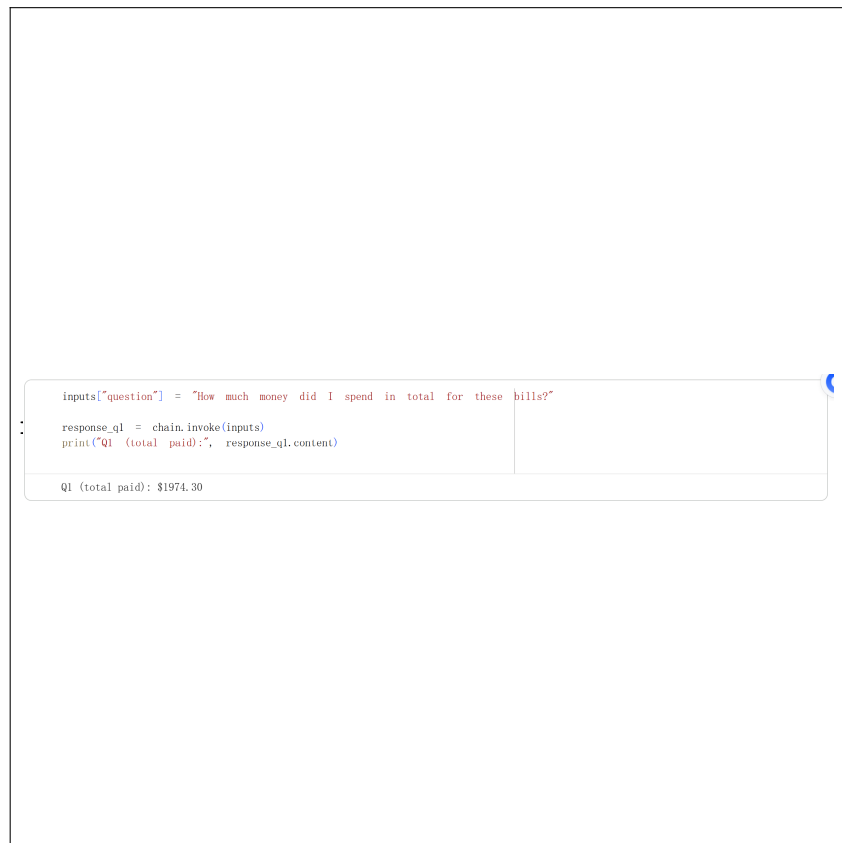 inputs["question"] = "How much money did I spend in total for these bills?"
response_q1 = chain.invoke(inputs)
print("Q1 (total paid):", response_q1.content)
Q1 (total paid): $1974.30